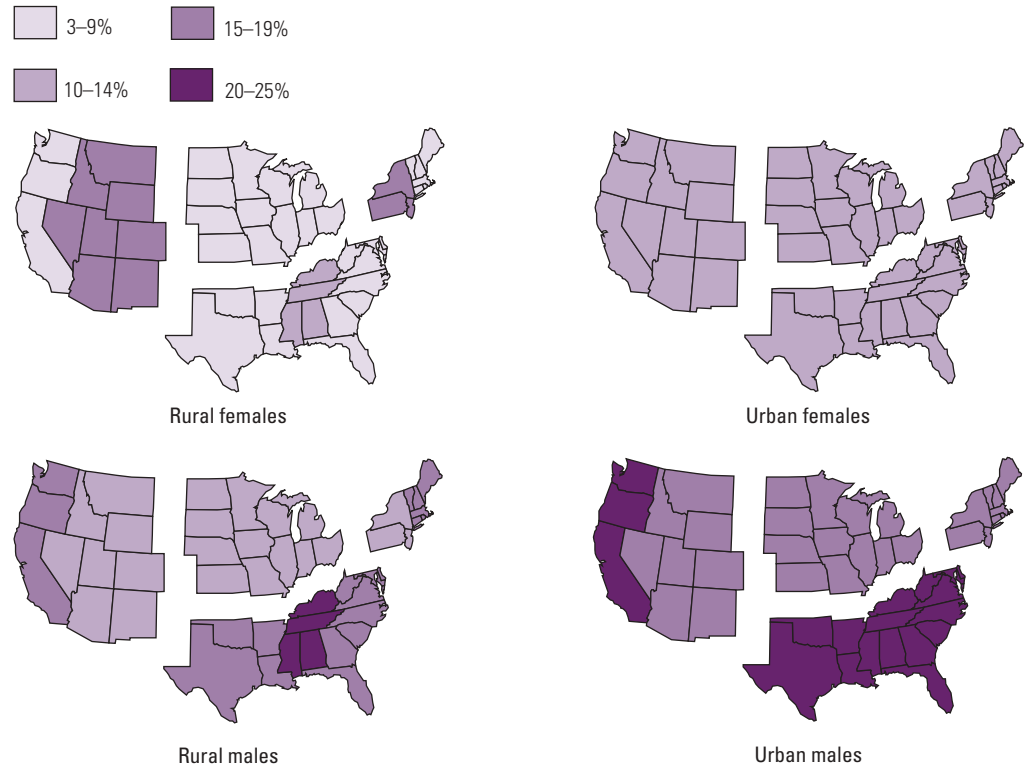 3–9%
15–19%
10–14%
20–25%
Rural females
Urban females
Rural males
Urban males